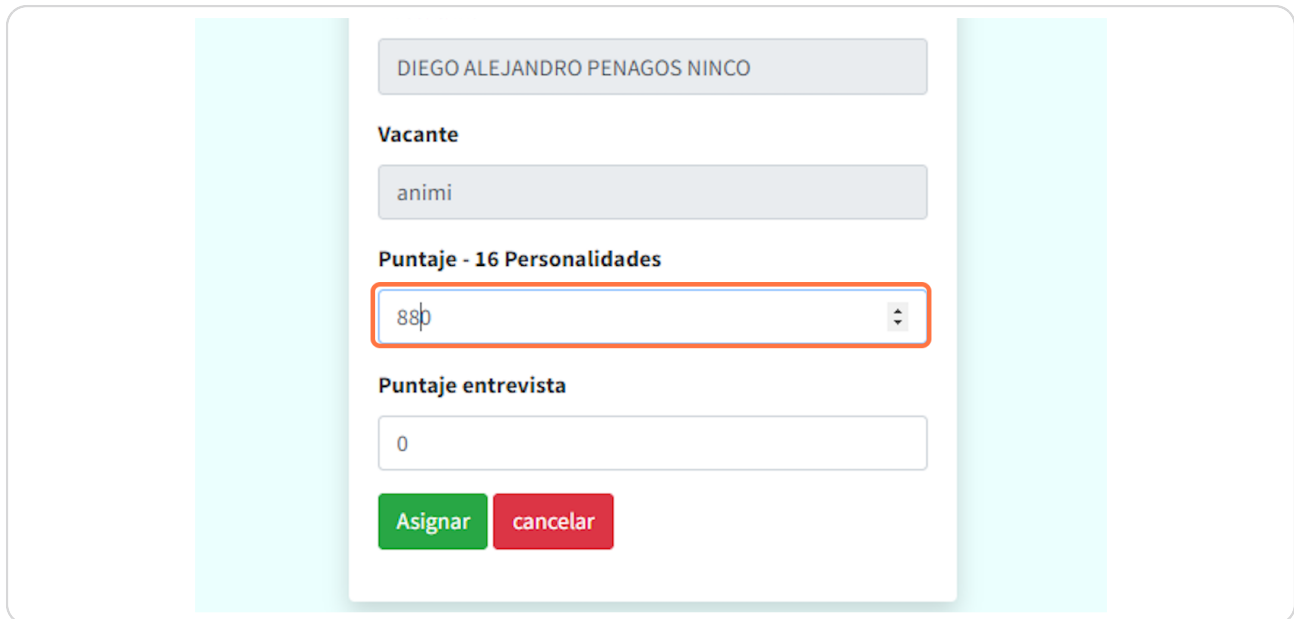 DIEGO ALEJANDRO PENAGOS NINCO
Vacante
animi
Puntaje - 16 Personalidades
880
Puntaje entrevista
0
Asignar cancelar